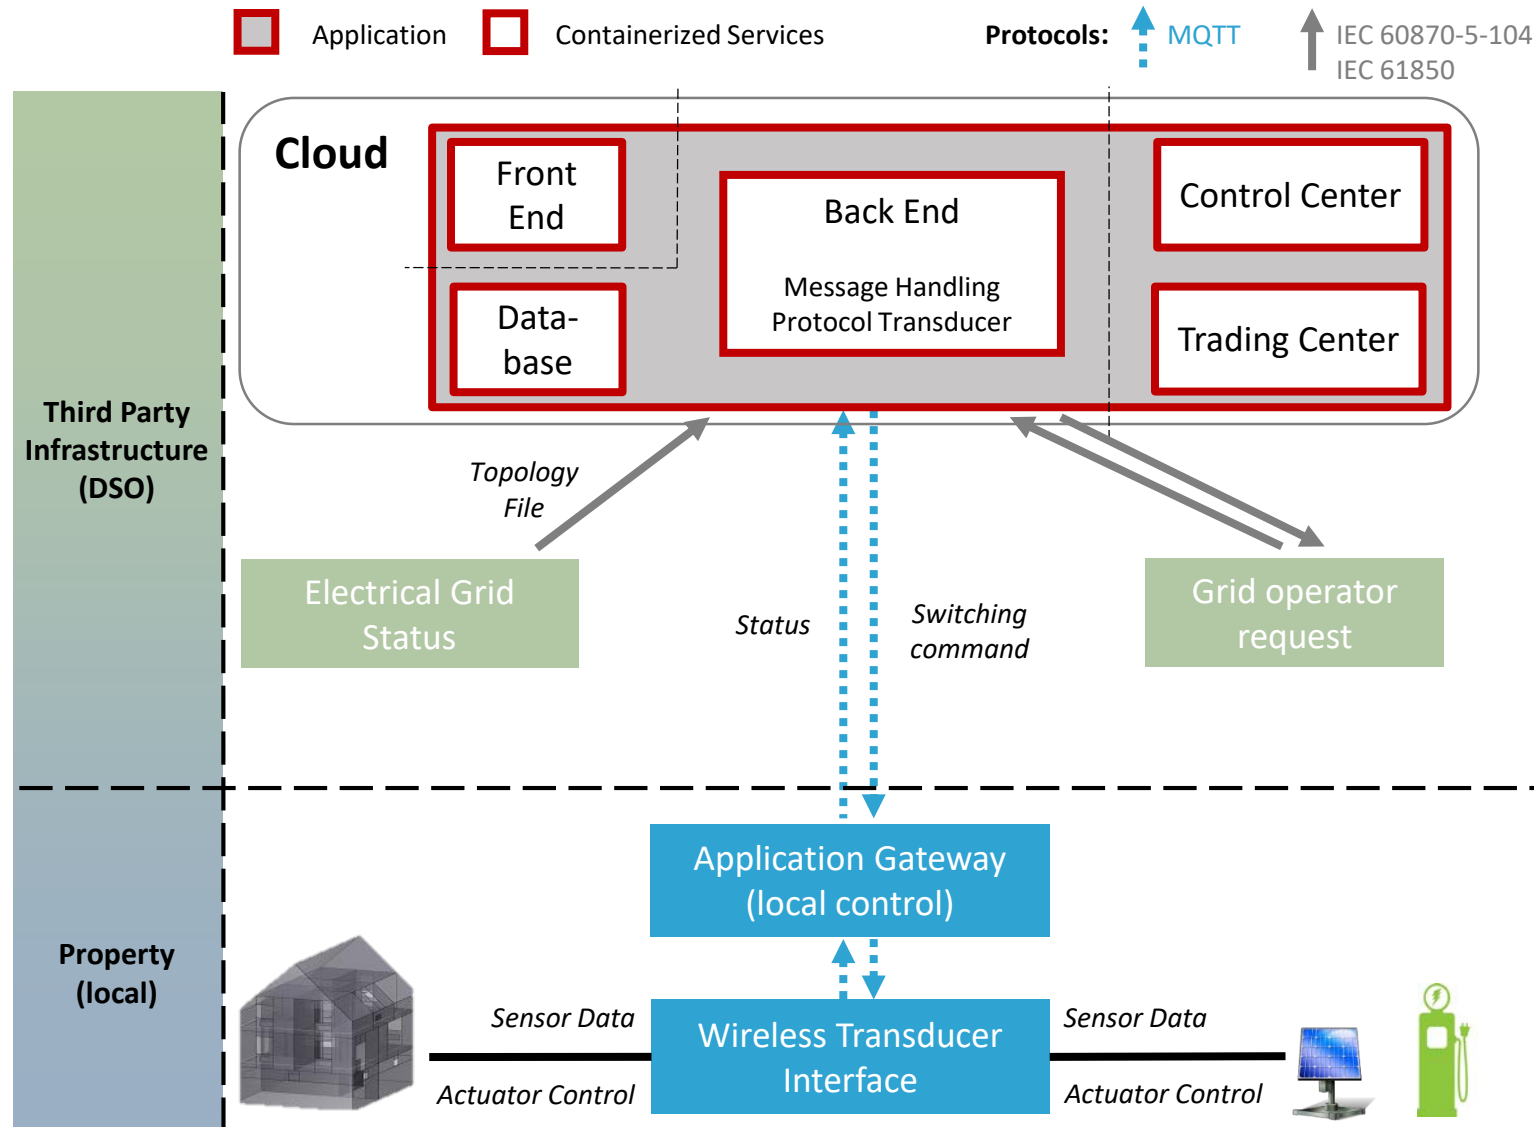 Application
Containerized Services
Protocols:
MQTT
IEC 60870-5-104
IEC 61850
Cloud
Front
End
Back End
Message Handling
Protocol Transducer
Control Center
Data-
base
Trading Center
Third Party
Infrastructure
(DSO)
Topology
File
Electrical Grid
Status
Status
Switching
command
Grid operator
request
Application Gateway
(local control)
Property
(local)
Sensor Data
Actuator Control
Wireless Transducer
Interface
Sensor Data
Actuator Control